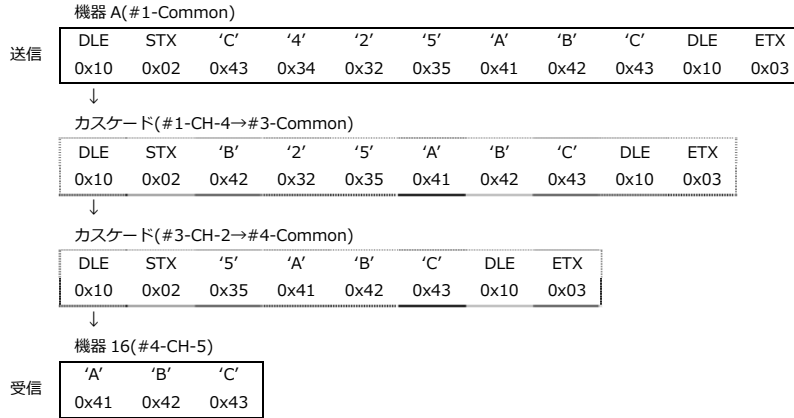 機器 A(#1-Common)
送信
DLE STX ‘C’ ‘4’ ‘2’ ‘5’ ‘A’ ‘B’ ‘C’ DLE ETX
0x10 0x02 0x43 0x34 0x32 0x35 0x41 0x42 0x43 0x10 0x03
↓
カスケード(#1-CH-4→#3-Common)
DLE STX ‘B’ ‘2’ ‘5’ ‘A’ ‘B’ ‘C’ DLE ETX
0x10 0x02 0x42 0x32 0x35 0x41 0x42 0x43 0x10 0x03
↓
カスケード(#3-CH-2→#4-Common)
DLE STX ‘5’ ‘A’ ‘B’ ‘C’ DLE ETX
0x10 0x02 0x35 0x41 0x42 0x43 0x10 0x03
↓
機器 16(#4-CH-5)
受信
‘A’ ‘B’ ‘C’
0x41 0x42 0x43